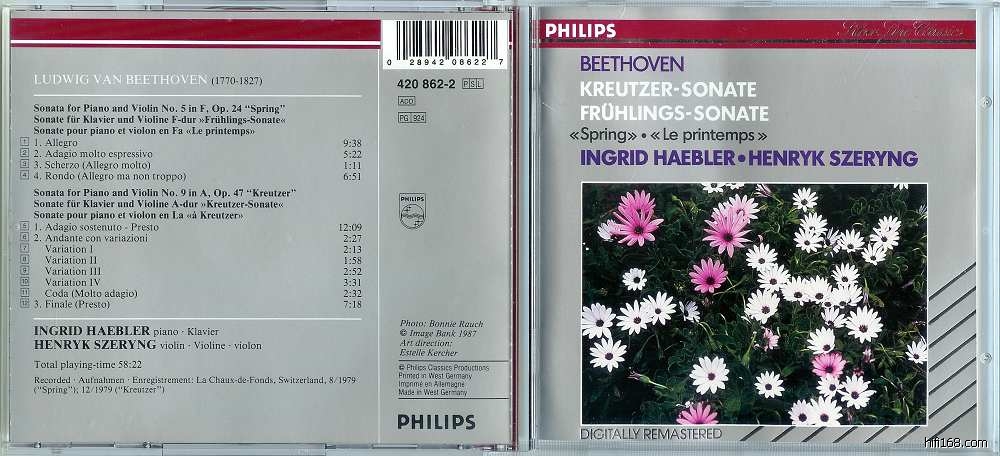 0 28942 08622 7
420 862-2 PSL
ADD
PG 924
LUDWIG VAN BEETHOVEN (1770-1827)
Sonata for Piano and Violin No. 5 in F, Op. 24 “Spring”
Sonate für Klavier und Violine F-dur »Frühlings-Sonate«
Sonate pour piano et violon en Fa «Le printemps»
1 1. Allegro 9:38
2 2. Adagio molto espressivo 5:22
3 3. Scherzo (Allegro molto) 1:11
4 4. Rondo (Allegro ma non troppo) 6:51
Sonata for Piano and Violin No. 9 in A, Op. 47 “Kreutzer”
Sonate für Klavier und Violine A-dur »Kreutzer-Sonate«
Sonate pour piano et violon en La «à Kreutzer»
5 1. Adagio sostenuto - Presto 12:09
6 2. Andante con variazioni 2:27
7 Variation I 2:13
8 Variation II 1:58
9 Variation III 2:52
10 Variation IV 3:31
11 Coda (Molto adagio) 2:32
12 3. Finale (Presto) 7:18
INGRID HAEBLER piano · Klavier
HENRYK SZERYNG violin · Violine · violon
Total playing-time 58:22
Recorded · Aufnahmen · Enregistrement: La Chaux-de-Fonds, Switzerland, 8/1979
(“Spring”); 12/1979 (“Kreutzer”)
PHILIPS
Photo: Bonnie Rauch
© Image Bank 1987
Art direction:
Estelle Kercher
℗ © Philips Classics Productions
Printed in West Germany
Imprimé en Allemagne
Made in West Germany
PHILIPS
PHILIPS
Silver Line Classics
BEETHOVEN
KREUTZER-SONATE
FRÜHLINGS-SONATE
«Spring» • «Le printemps»
INGRID HAEBLER • HENRYK SZERYNG
DIGITALLY REMASTERED
hifi168.com